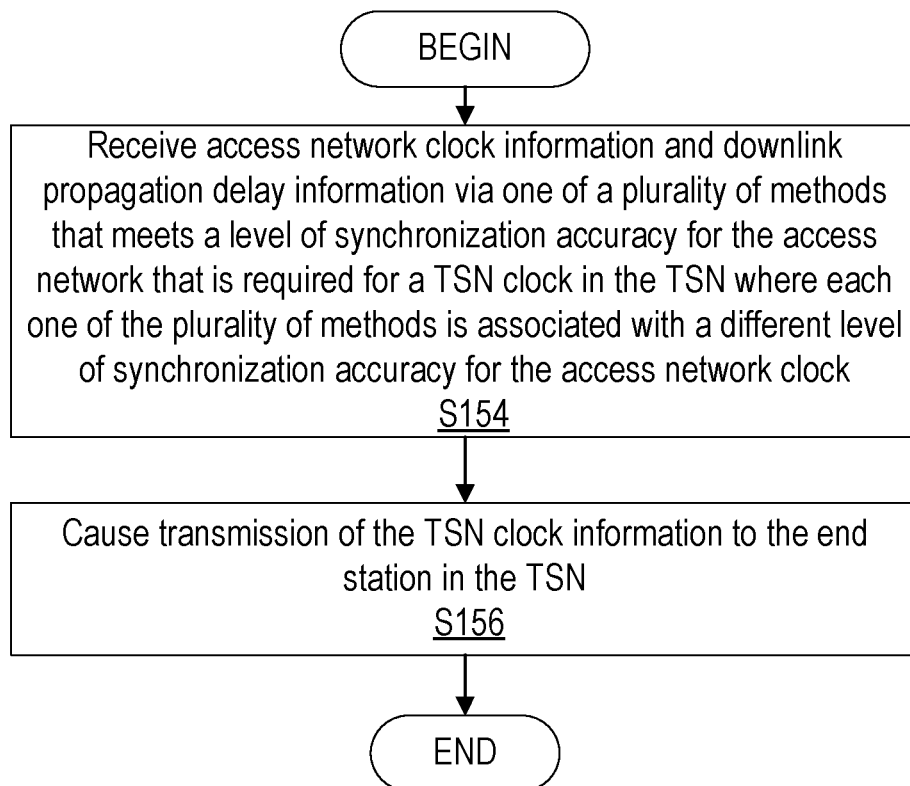 BEGIN
Receive access network clock information and downlink
propagation delay information via one of a plurality of methods
that meets a level of synchronization accuracy for the access
network that is required for a TSN clock in the TSN where each
one of the plurality of methods is associated with a different level
of synchronization accuracy for the access network clock
S154
Cause transmission of the TSN clock information to the end
station in the TSN
S156
END